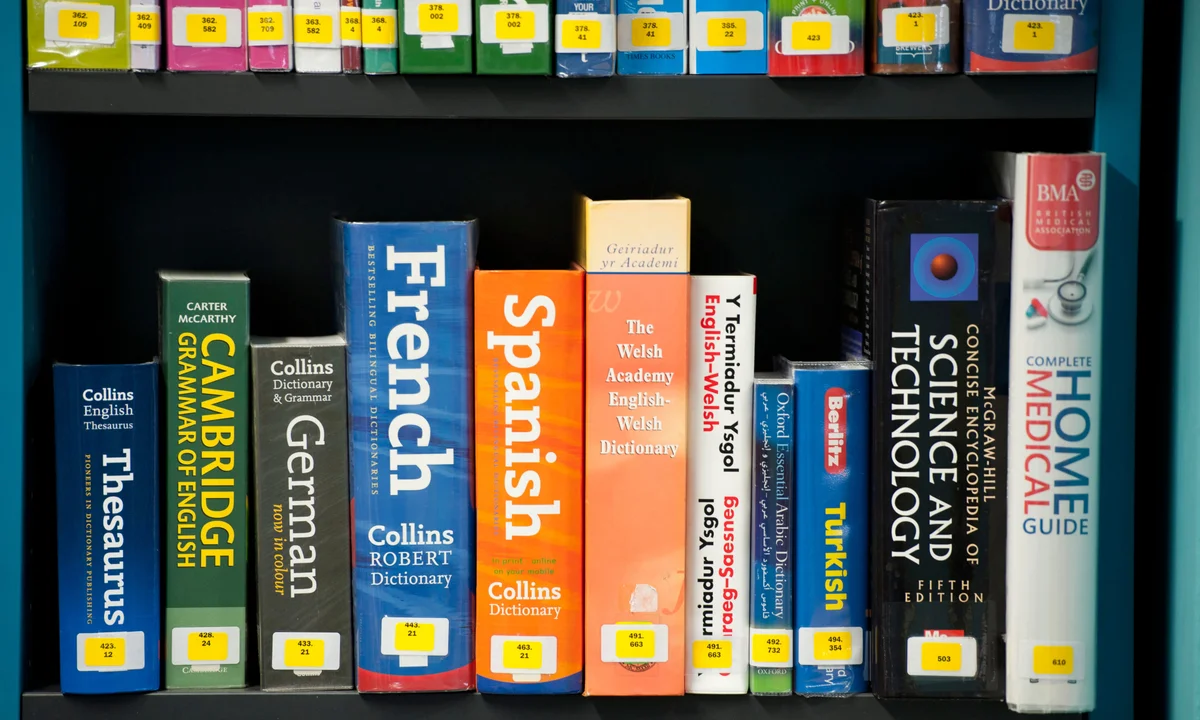 362.
109
362.
409
362.
582
362.
709
363.
582
368.
4
368.
4
378.
002
378.
002
YOUR
378.
41
378.
41
TIMES BOOKS
385.
22
423
423.
1
BREWER'S
Dictionary
423.
1
Collins
English
Thesaurus
Thesaurus
PIONEERS IN DICTIONARY PUBLISHING
423.
12
CARTER
McCARTHY
CAMBRIDGE
GRAMMAR OF ENGLISH
428.
24
Collins
Dictionary
& Grammar
German
now in colour
433.
21
French
BESTSELLING BILINGUAL DICTIONARIES
Collins
ROBERT
Dictionary
443.
21
Spanish
in print online
on your mobile
Collins
Dictionary
463.
21
Geiriadur
yr Academi
The
Welsh
Academy
English-
Welsh
Dictionary
491.
663
Y Termiadur Ysgol
English–Welsh
491.
663
Oxford Essential Arabic Dictionary
492.
732
OXFORD
Berlitz
Turkish
494.
354
McGRAW-HILL
CONCISE ENCYCLOPEDIA OF
SCIENCE AND
TECHNOLOGY
FIFTH
EDITION
503
BMA
BRITISH
MEDICAL
ASSOCIATION
COMPLETE
HOME
MEDICAL
GUIDE
610